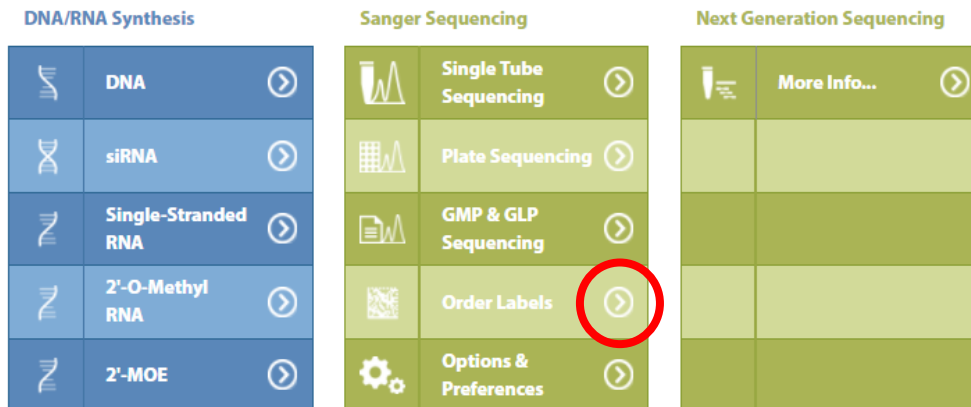 DNA/RNA Synthesis
DNA
siRNA
Single-Stranded
RNA
2'-O-Methyl
RNA
2'-MOE
Sanger Sequencing
Single Tube
Sequencing
Plate Sequencing
GMP & GLP
Sequencing
Order Labels
Options &
Preferences
Next Generation Sequencing
More Info...